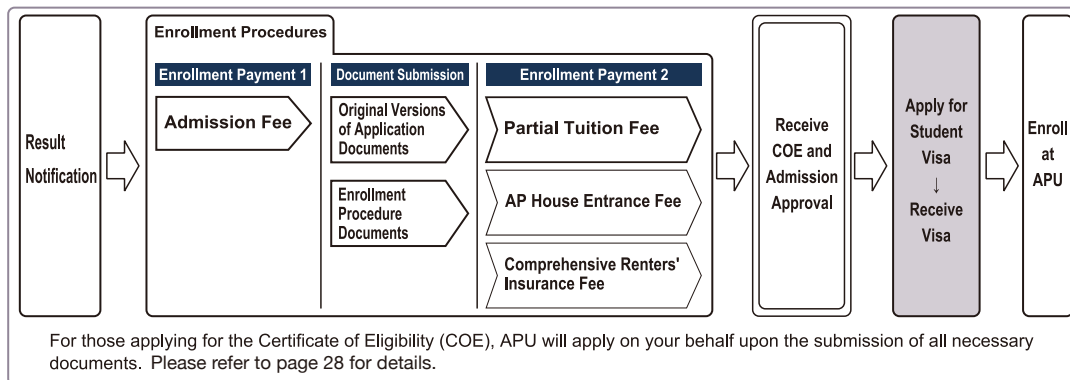 Result
Notification
Enrollment Procedures
Enrollment Payment 1
Admission Fee
Document Submission
Original Versions
of Application
Documents
Enrollment
Procedure
Documents
Enrollment Payment 2
Partial Tuition Fee
AP House Entrance Fee
Comprehensive Renters'
Insurance Fee
Receive
COE and
Admission
Approval
Apply for
Student
Visa
↓
Receive
Visa
Enroll
at
APU
For those applying for the Certificate of Eligibility (COE), APU will apply on your behalf upon the submission of all necessary
documents. Please refer to page 28 for details.